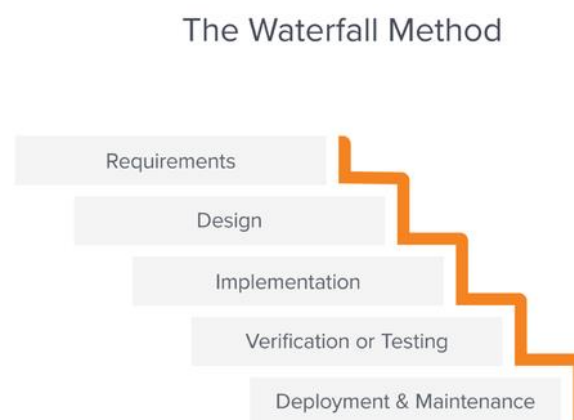 The Waterfall Method
Requirements
Design
Implementation
Verification or Testing
Deployment & Maintenance